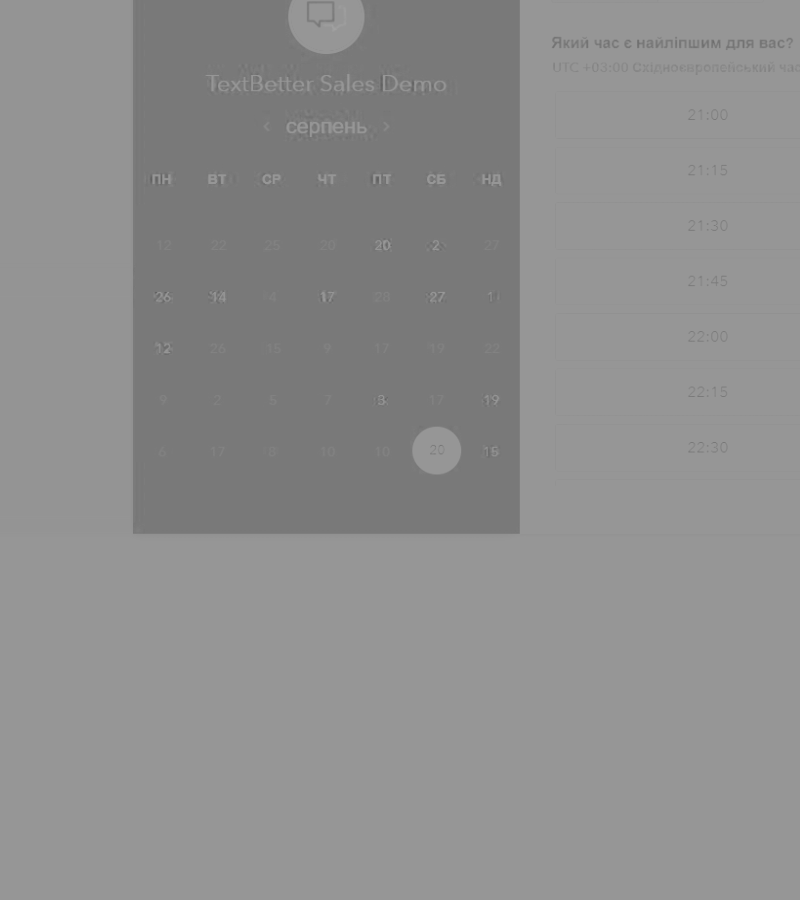 TextBetter Sales Demo
‹ серпень ›
ПН ВТ СР ЧТ ПТ СБ НД
12 22 25 20 20 2 27
26 14 4 17 28 27 11
12 26 15 9 17 19 22
9 2 5 7 3 17 19
6 17 8 10 10 20 16
Який час є найліпшим для вас?
UTC +03:00 Східноєвропейський час
21:00
21:15
21:30
21:45
22:00
22:15
22:30